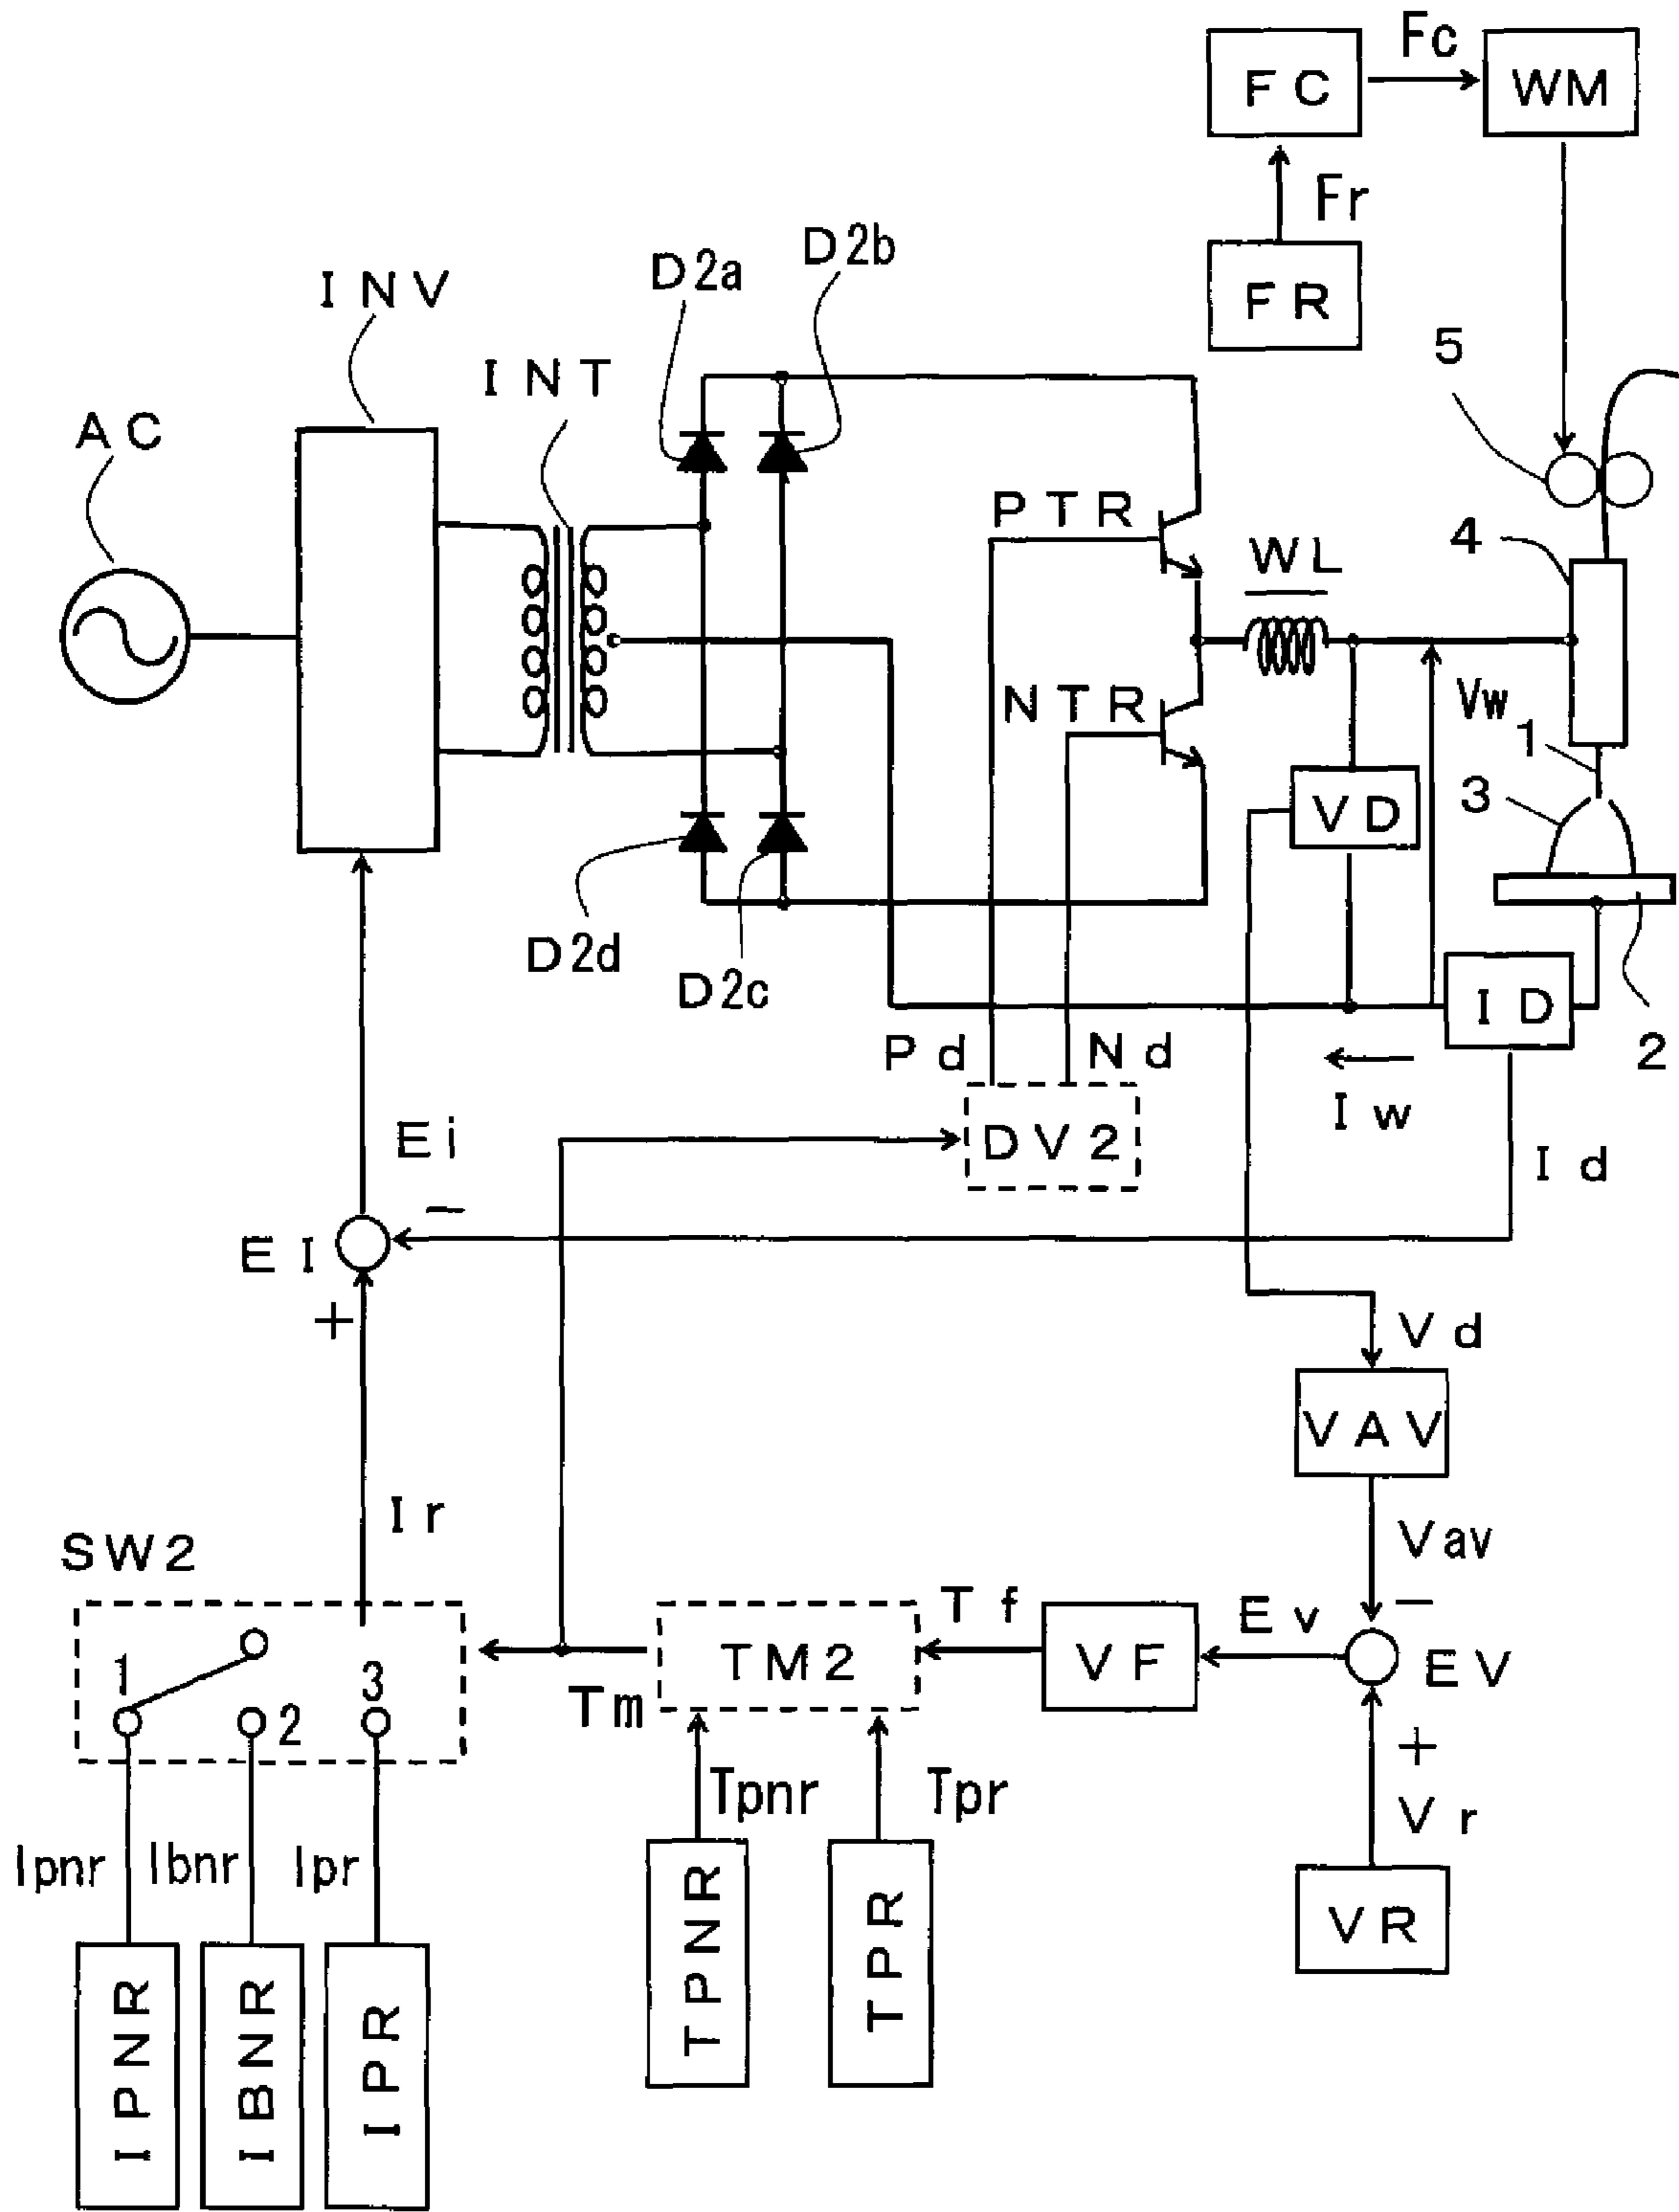 Fc
FC
WM
Fr
FR
D2b
D2a
INV
INT
5
AC
PTR
4
WL
NTR
Vw
1
VD
3
D2d
D2c
ID
2
Pd
Nd
Iw
DV2
Id
Ei
−
EI
+
Vd
VAV
Ir
Vav
SW2
−
Tf
Ev
1
3
2
TM2
VF
EV
Tm
+
Tpnr
Tpr
Vr
Ipnr
Ibnr
Ipr
TPNR
TPR
VR
IPNR
IBNR
IPR